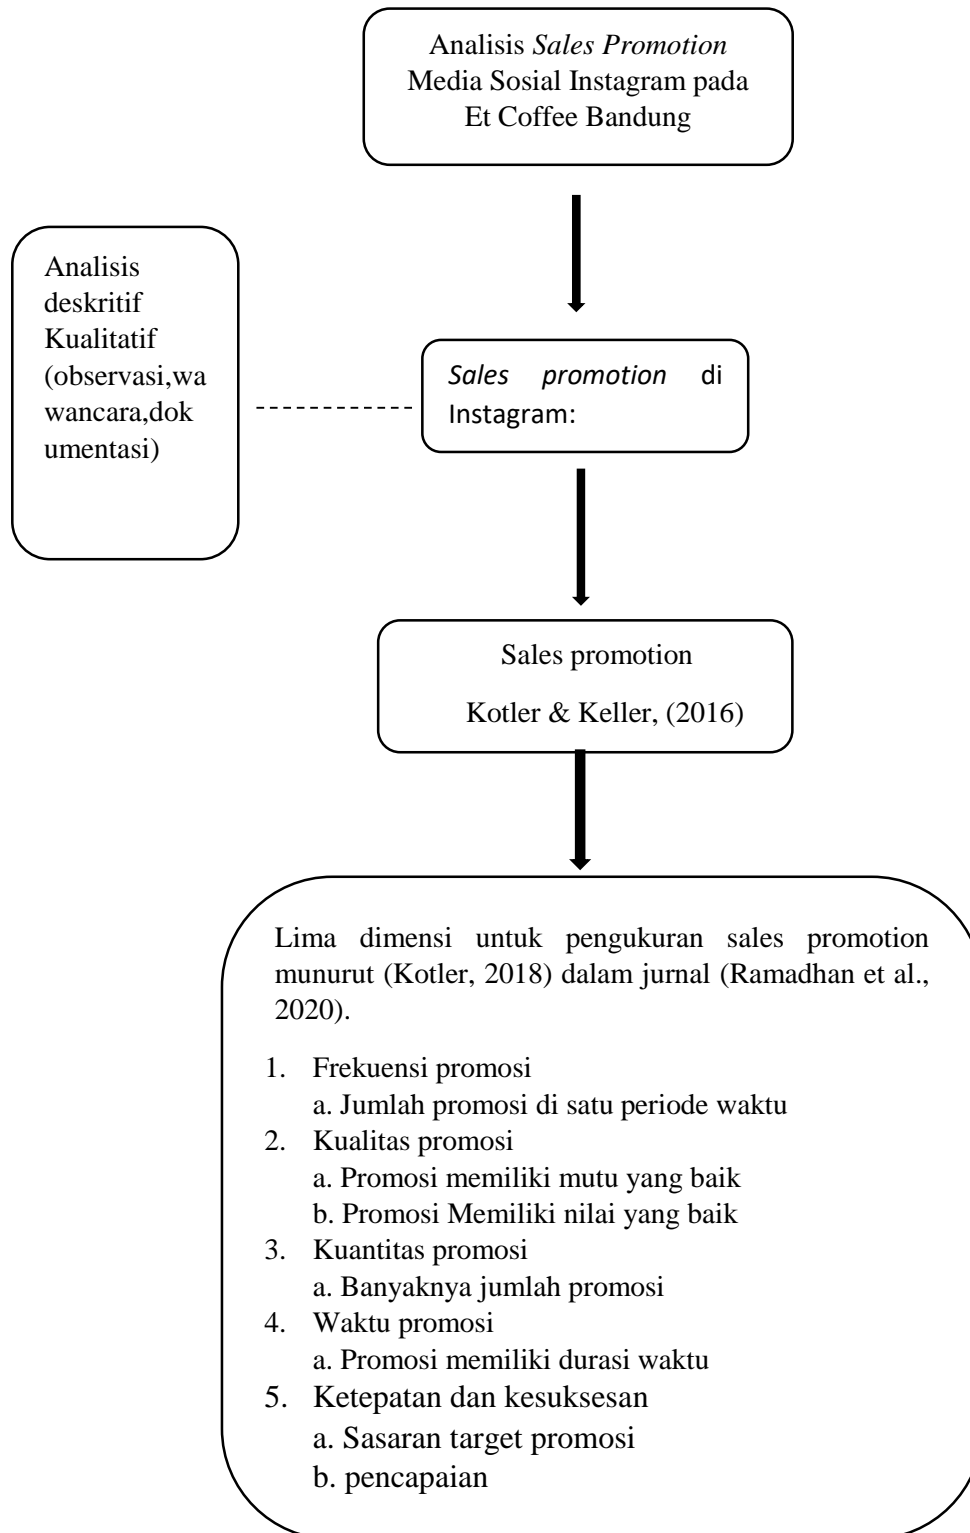 Analisis Sales Promotion
Media Sosial Instagram pada
Et Coffee Bandung
Analisis
deskritif
Kualitatif
(observasi,wa
wancara,dok
umentasi)
Sales promotion di
Instagram:
Sales promotion
Kotler & Keller, (2016)
Lima dimensi untuk pengukuran sales promotion
munurut (Kotler, 2018) dalam jurnal (Ramadhan et al.,
2020).
1. Frekuensi promosi
a. Jumlah promosi di satu periode waktu
2. Kualitas promosi
a. Promosi memiliki mutu yang baik
b. Promosi Memiliki nilai yang baik
3. Kuantitas promosi
a. Banyaknya jumlah promosi
4. Waktu promosi
a. Promosi memiliki durasi waktu
5. Ketepatan dan kesuksesan
a. Sasaran target promosi
b. pencapaian